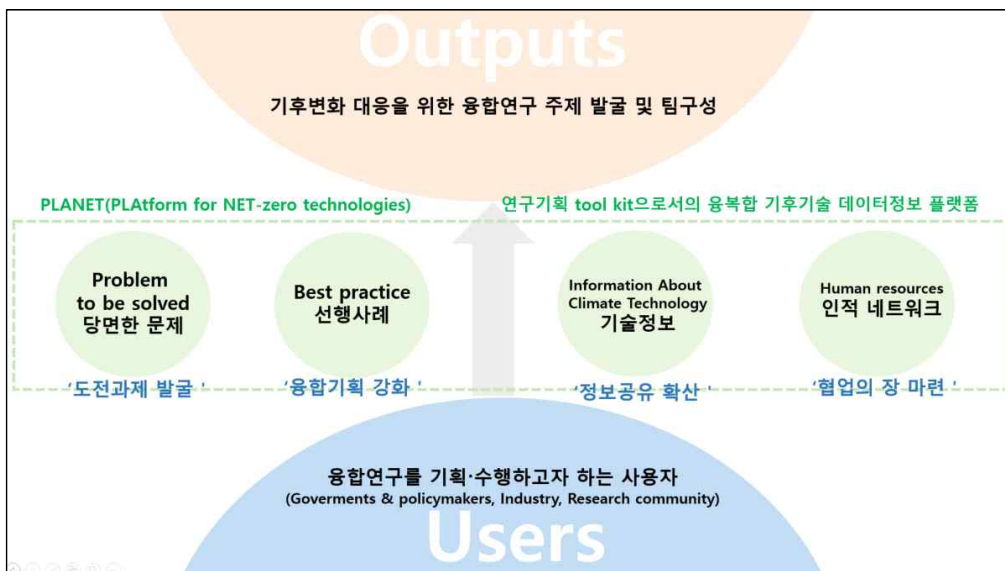 Outputs
기후변화 대응을 위한 융합연구 주제 발굴 및 팀구성
PLANET(PLAtform for NET-zero technologies)
연구기획 tool kit으로서의 융복합 기후기술 데이터정보 플랫폼
Problem
to be solved
당면한 문제
Best practice
선행사례
Information About
Climate Technology
기술정보
Human resources
인적 네트워크
‘도전과제 발굴 ’
‘융합기획 강화 ’
‘정보공유 확산 ’
‘협업의 장 마련 ’
융합연구를 기획·수행하고자 하는 사용자
(Goverments & policymakers, Industry, Research community)
Users